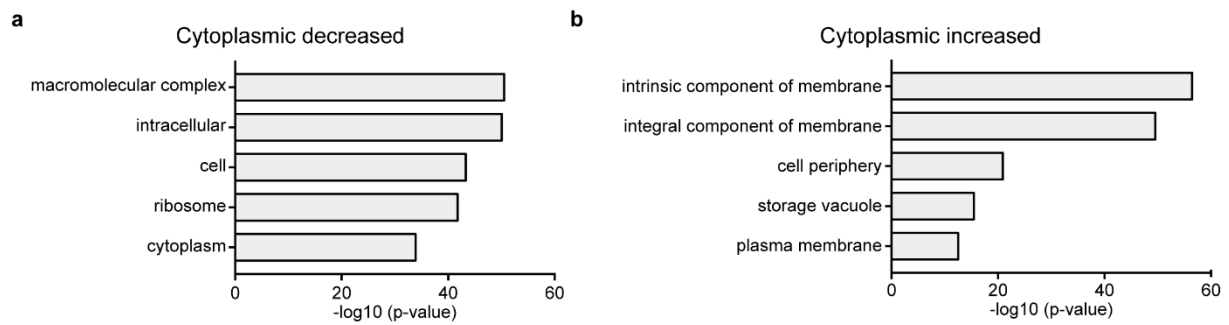 a
Cytoplasmic decreased
macromolecular complex
intracellular
cell
ribosome
cytoplasm
0 20 40 60
-log10 (p-value)
b
Cytoplasmic increased
intrinsic component of membrane
integral component of membrane
cell periphery
storage vacuole
plasma membrane
0 20 40 60
-log10 (p-value)